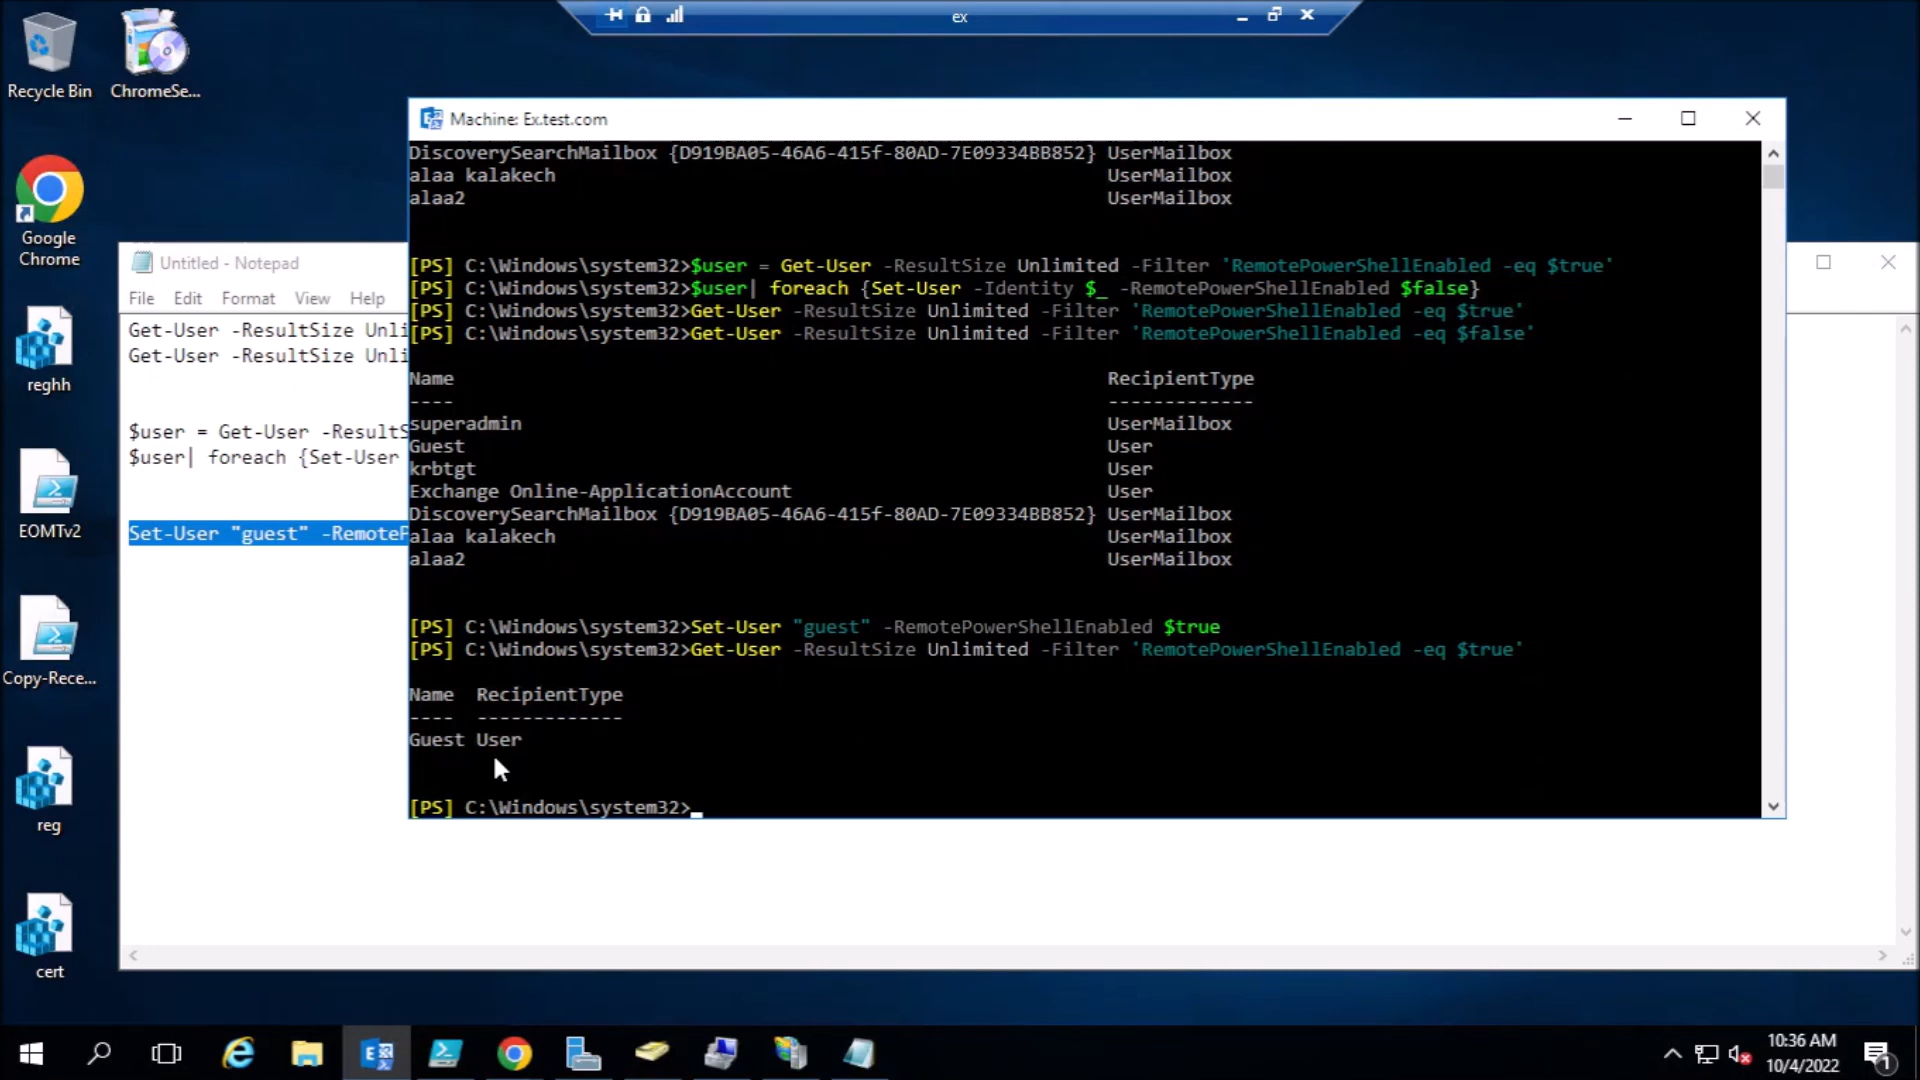 ex
Recycle Bin
ChromeSe...
Google
Chrome
reghh
EOMTv2
Copy-Rece...
reg
cert
Untitled - Notepad
File Edit Format View Help
Get-User -ResultSize Unli
Get-User -ResultSize Unli
$user = Get-User -ResultS
$user| foreach {Set-User
Set-User "guest" -RemoteP
Machine: Ex.test.com
DiscoverySearchMailbox {D919BA05-46A6-415f-80AD-7E09334BB852} UserMailbox
alaa kalakech UserMailbox
alaa2 UserMailbox
[PS] C:\Windows\system32>$user = Get-User -ResultSize Unlimited -Filter 'RemotePowerShellEnabled -eq $true'
[PS] C:\Windows\system32>$user| foreach {Set-User -Identity $_ -RemotePowerShellEnabled $false}
[PS] C:\Windows\system32>Get-User -ResultSize Unlimited -Filter 'RemotePowerShellEnabled -eq $true'
[PS] C:\Windows\system32>Get-User -ResultSize Unlimited -Filter 'RemotePowerShellEnabled -eq $false'
Name RecipientType
---- -------------
superadmin UserMailbox
Guest User
krbtgt User
Exchange Online-ApplicationAccount User
DiscoverySearchMailbox {D919BA05-46A6-415f-80AD-7E09334BB852} UserMailbox
alaa kalakech UserMailbox
alaa2 UserMailbox
[PS] C:\Windows\system32>Set-User "guest" -RemotePowerShellEnabled $true
[PS] C:\Windows\system32>Get-User -ResultSize Unlimited -Filter 'RemotePowerShellEnabled -eq $true'
Name RecipientType
---- -------------
Guest User
[PS] C:\Windows\system32>_
10:36 AM
10/4/2022
1